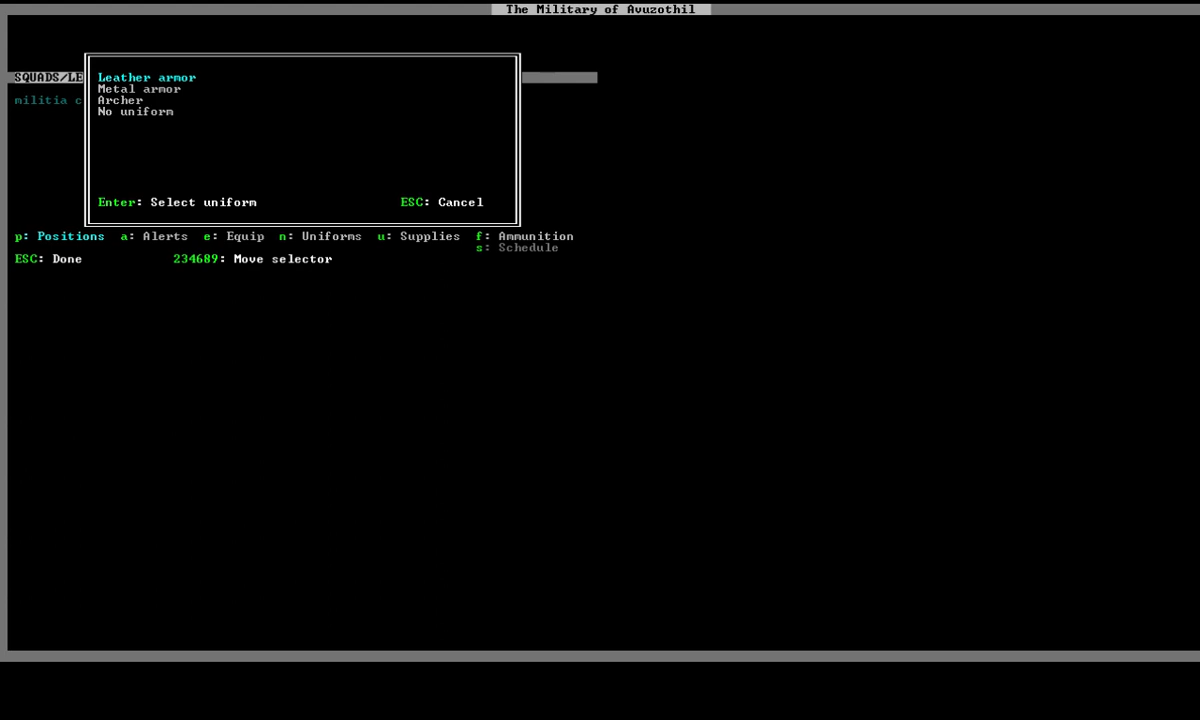 The Military of Avuzothil
SQUADS/LE
Leather armor
Metal armor
militia c
Archer
No uniform
Enter: Select uniform ESC: Cancel
p: Positions a: Alerts e: Equip n: Uniforms u: Supplies f: Ammunition
s: Schedule
ESC: Done 234689: Move selector